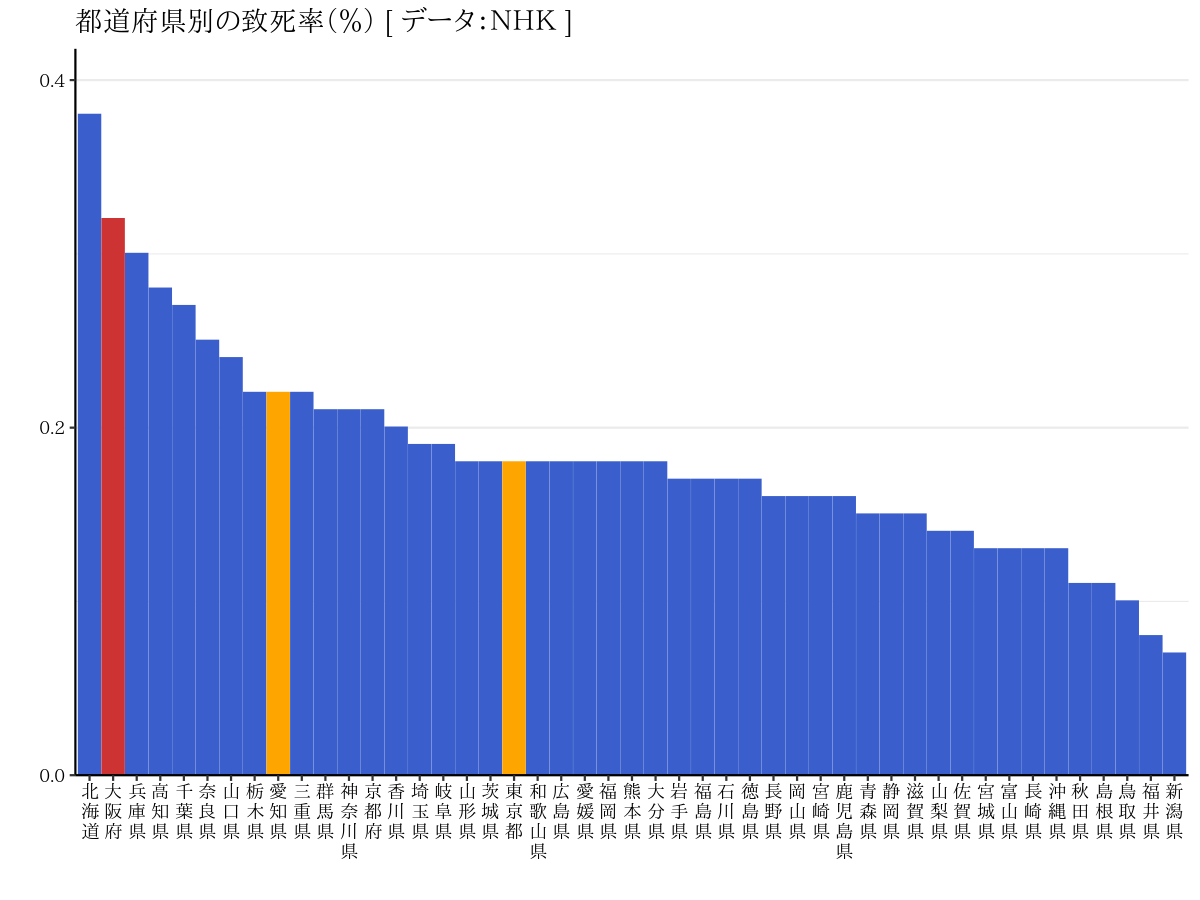 都道府県別の致死率(%) [ データ:NHK ]
0.4
0.2
0.0
北海道
大阪府
兵庫県
高知県
千葉県
奈良県
山口県
栃木県
愛知県
三重県
群馬県
神奈川県
京都府
香川県
埼玉県
岐阜県
山形県
茨城県
東京都
和歌山県
広島県
愛媛県
福岡県
熊本県
大分県
岩手県
福島県
石川県
徳島県
長野県
岡山県
宮崎県
鹿児島県
青森県
静岡県
滋賀県
山梨県
佐賀県
宮城県
富山県
長崎県
沖縄県
秋田県
島根県
鳥取県
福井県
新潟県